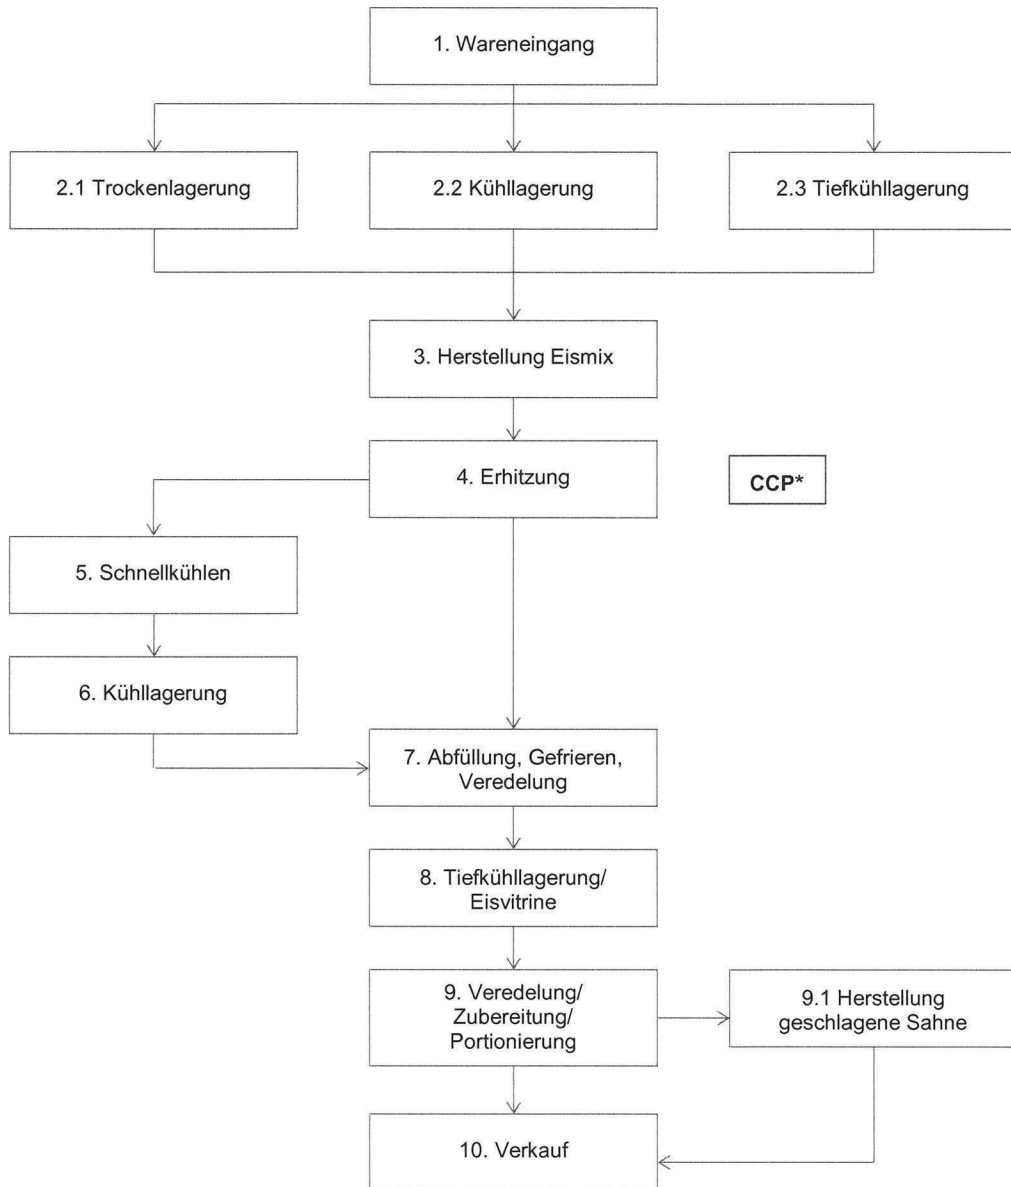 1. Wareneingang
2.1 Trockenlagerung
2.2 Kühllagerung
2.3 Tiefkühllagerung
3. Herstellung Eismix
4. Erhitzung
CCP*
5. Schnellkühlen
6. Kühllagerung
7. Abfüllung, Gefrieren,
Veredelung
8. Tiefkühllagerung/
Eisvitrine
9. Veredelung/
Zubereitung/
Portionierung
9.1 Herstellung
geschlagene Sahne
10. Verkauf